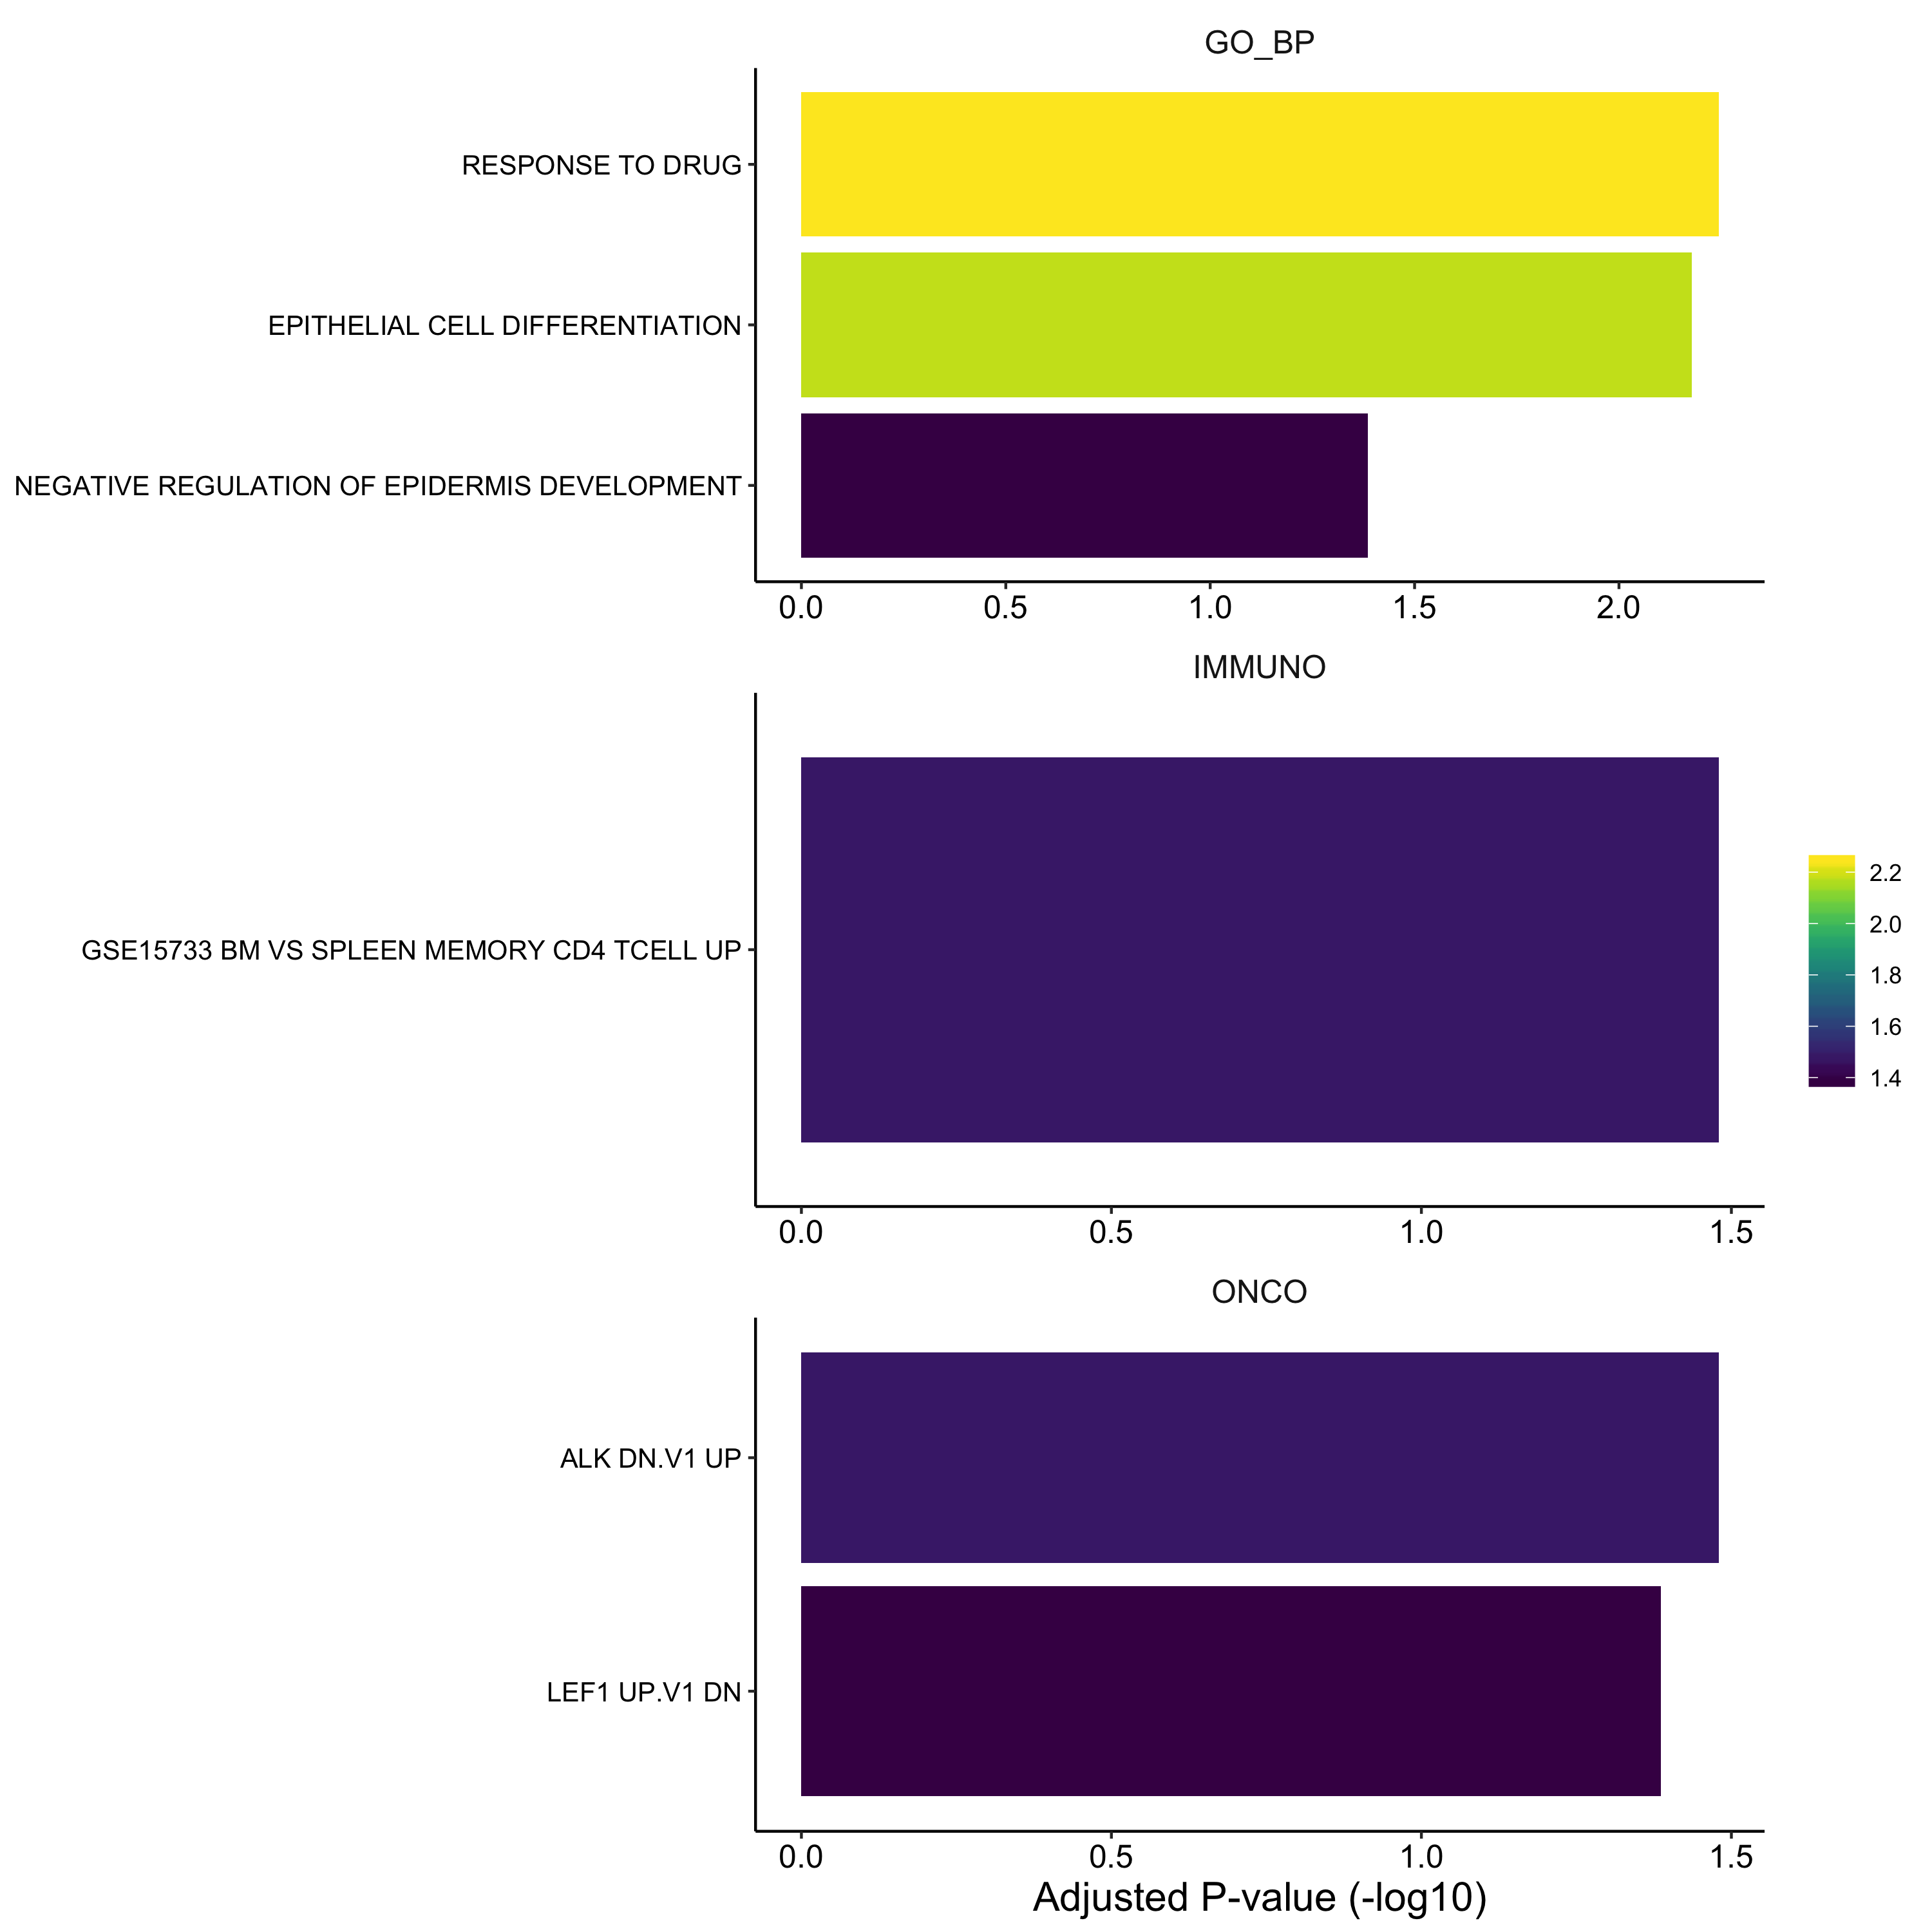 GO_BP
RESPONSE TO DRUG
EPITHELIAL CELL DIFFERENTIATION
NEGATIVE REGULATION OF EPIDERMIS DEVELOPMENT
0.0 0.5 1.0 1.5 2.0
IMMUNO
GSE15733 BM VS SPLEEN MEMORY CD4 TCELL UP
0.0 0.5 1.0 1.5
2.2
2.0
1.8
1.6
1.4
ONCO
ALK DN.V1 UP
LEF1 UP.V1 DN
0.0 0.5 1.0 1.5
Adjusted P-value (-log10)